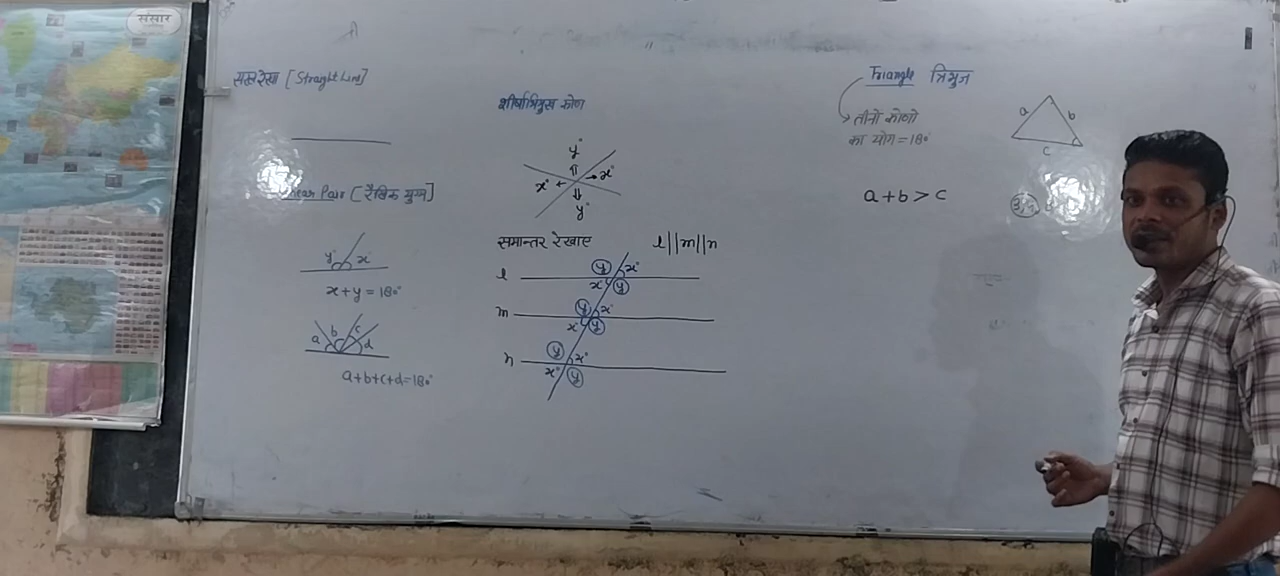 संसार
सरल रेखा [Straight Line]
Linear Pair [रैखिक युग्म]
y° x°
x+y=180°
a b c d
a+b+c+d=180°
शीर्षाभिमुख कोण
y°
x° x°
y°
समान्तर रेखाए l||m||n
l y x°
x° y
m y x°
x° y
n y x°
x° y
Triangle त्रिभुज
तीनों कोणो
का योग=180°
a b
c
a+b>c